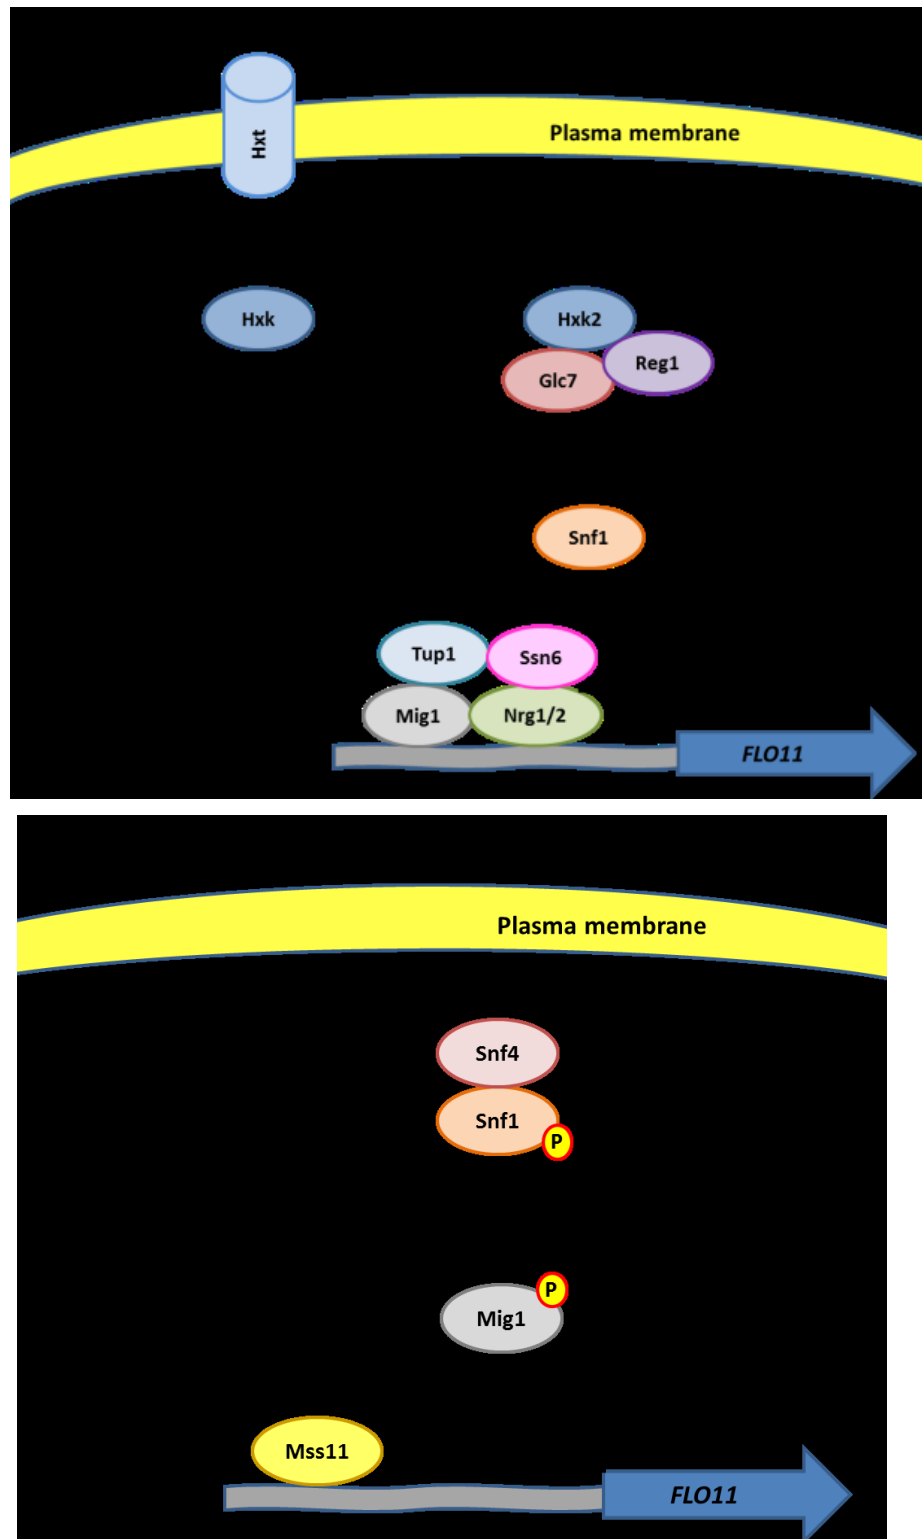 Hxt
Plasma membrane
Hxk
Hxk2
Glc7
Reg1
Snf1
Tup1
Ssn6
Mig1
Nrg1/2
FLO11
Plasma membrane
Snf4
Snf1
P
P
Mig1
Mss11
FLO11